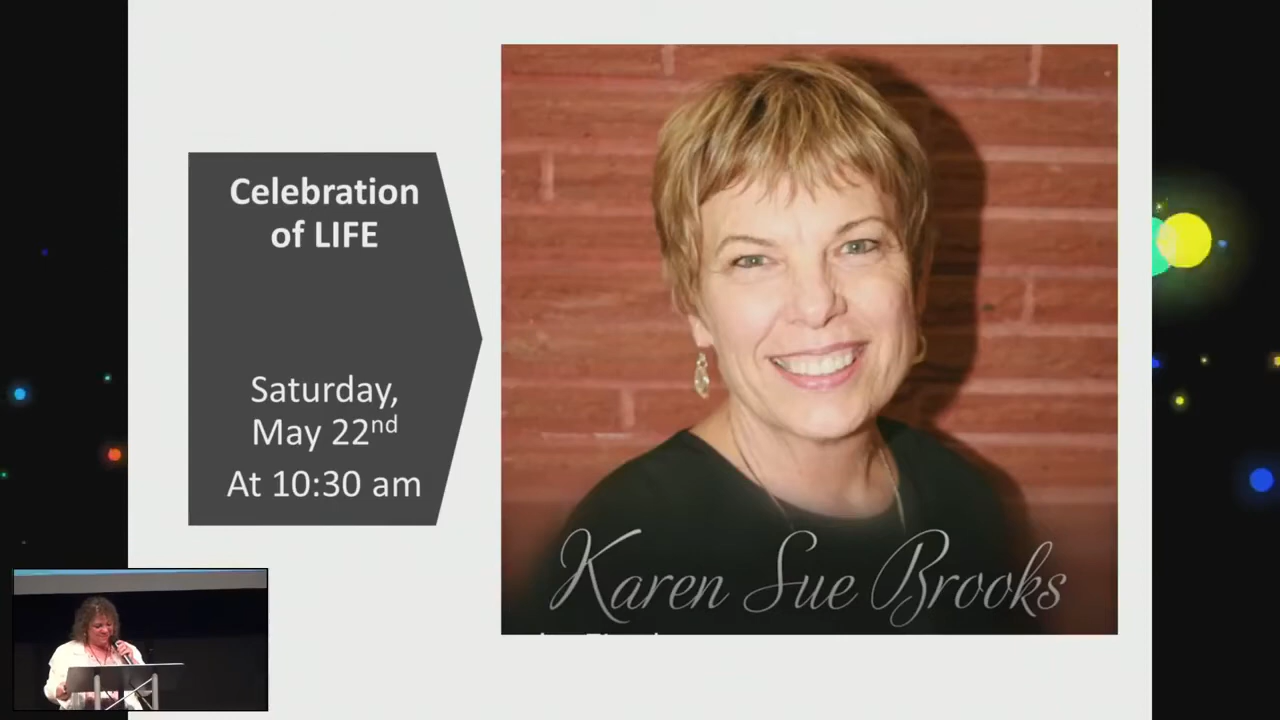 Celebration
of LIFE
Saturday,
May 22nd
At 10:30 am
Karen Sue Brooks